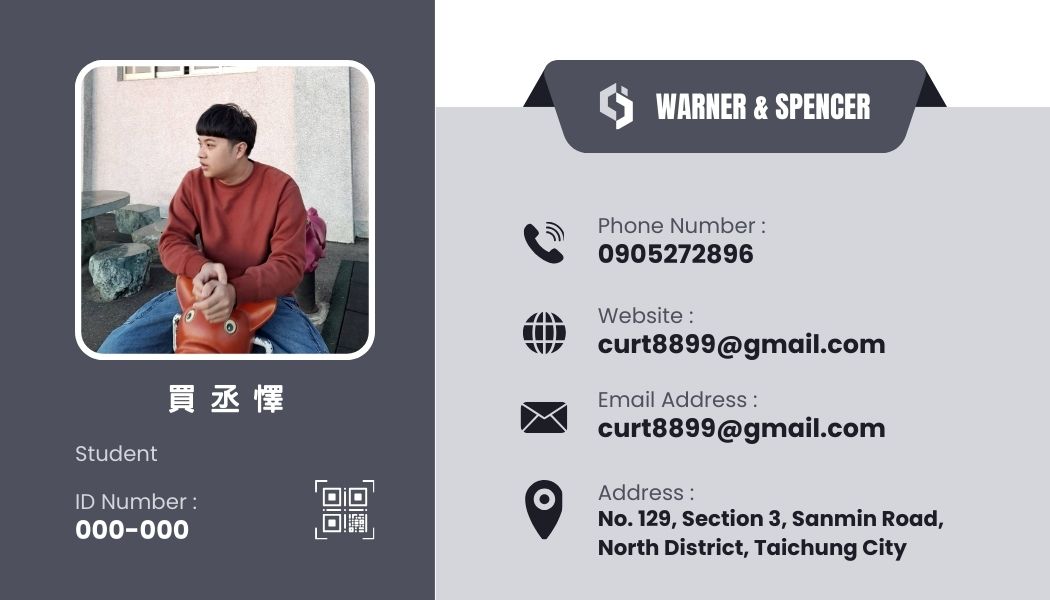 買丞懌
Student
ID Number :
000-000
WARNER & SPENCER
Phone Number :
0905272896
Website :
curt8899@gmail.com
Email Address :
curt8899@gmail.com
Address :
No. 129, Section 3, Sanmin Road,
North District, Taichung City